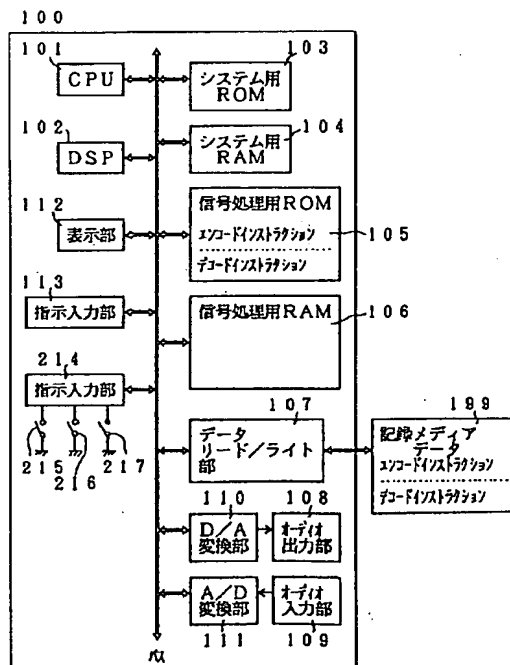 100
101
CPU
103
システム用
ROM
102
DSP
104
システム用
RAM
112
表示部
信号処理用ROM
エンコードインストラクション
デコードインストラクション
105
113
指示入力部
信号処理用RAM
106
214
指示入力部
215
216
217
107
データ
リード/ライト
部
199
記録メディア
データ
エンコードインストラクション
デコードインストラクション
110
D/A
変換部
108
オーディオ
出力部
A/D
変換部
111
オーディオ
入力部
109
バス